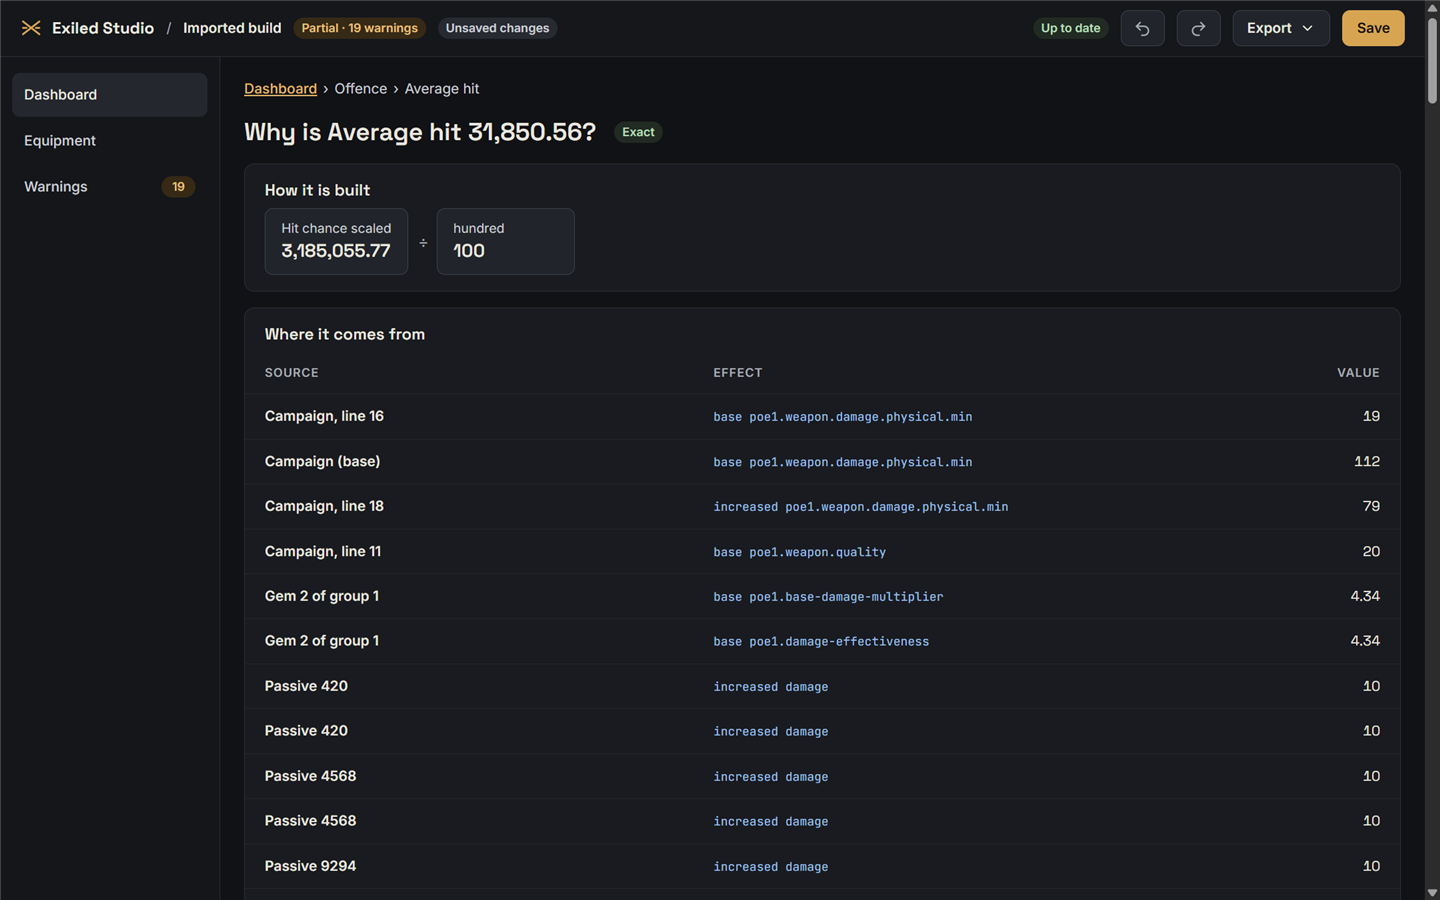 Exiled Studio / Imported build Partial · 19 warnings Unsaved changes Up to date Export Save
Dashboard
Equipment
Warnings 19
Dashboard › Offence › Average hit
Why is Average hit 31,850.56? Exact
How it is built
Hit chance scaled
3,185,055.77
÷
hundred
100
Where it comes from
SOURCE EFFECT VALUE
Campaign, line 16 base poe1.weapon.damage.physical.min 19
Campaign (base) base poe1.weapon.damage.physical.min 112
Campaign, line 18 increased poe1.weapon.damage.physical.min 79
Campaign, line 11 base poe1.weapon.quality 20
Gem 2 of group 1 base poe1.base-damage-multiplier 4.34
Gem 2 of group 1 base poe1.damage-effectiveness 4.34
Passive 420 increased damage 10
Passive 420 increased damage 10
Passive 4568 increased damage 10
Passive 4568 increased damage 10
Passive 9294 increased damage 10